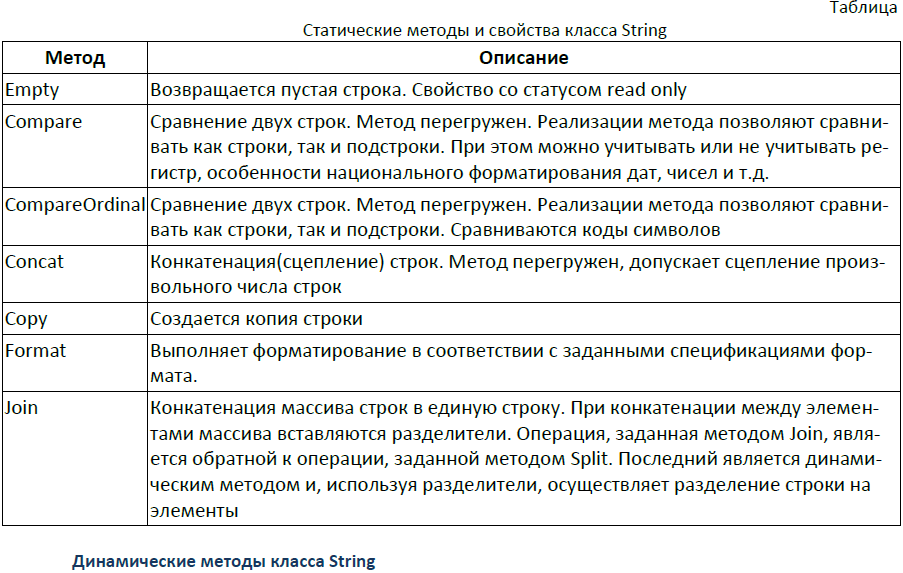 Таблица
Статические методы и свойства класса String
Метод Описание
Empty Возвращается пустая строка. Свойство со статусом read only
Compare Сравнение двух строк. Метод перегружен. Реализации метода позволяют сравни-
вать как строки, так и подстроки. При этом можно учитывать или не учитывать ре-
гистр, особенности национального форматирования дат, чисел и т.д.
CompareOrdinal Сравнение двух строк. Метод перегружен. Реализации метода позволяют сравни-
вать как строки, так и подстроки. Сравниваются коды символов
Concat Конкатенация(сцепление) строк. Метод перегружен, допускает сцепление произ-
вольного числа строк
Copy Создается копия строки
Format Выполняет форматирование в соответствии с заданными спецификациями фор-
мата.
Join Конкатенация массива строк в единую строку. При конкатенации между элемен-
тами массива вставляются разделители. Операция, заданная методом Join, явля-
ется обратной к операции, заданной методом Split. Последний является динами-
ческим методом и, используя разделители, осуществляет разделение строки на
элементы
Динамические методы класса String